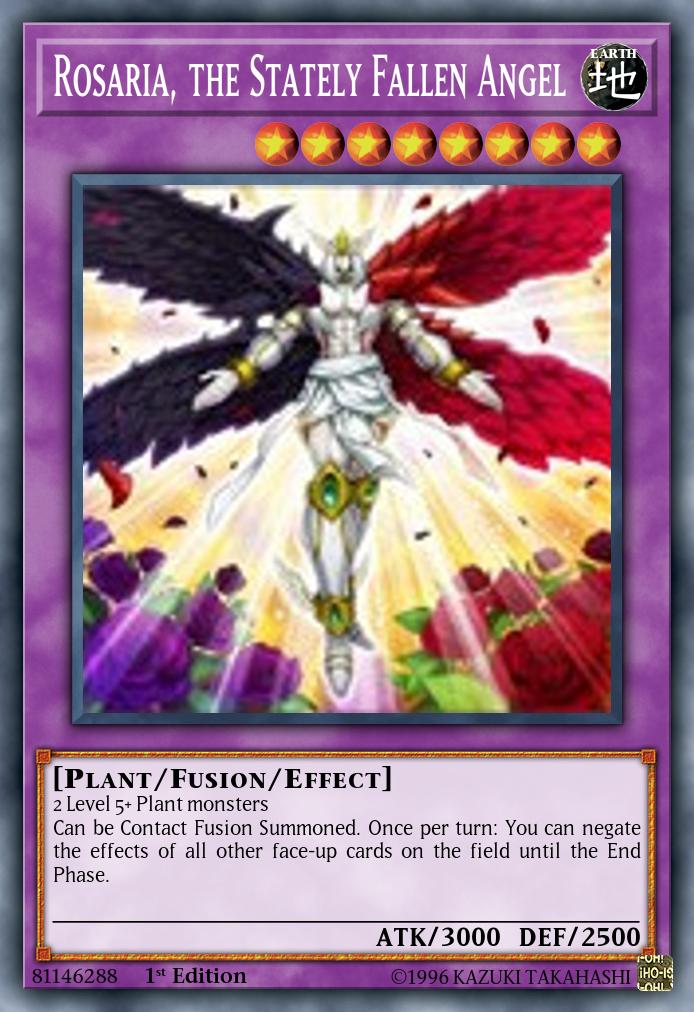 Rosaria, the Stately Fallen Angel
EARTH
地
[Plant/Fusion/Effect]
2 Level 5+ Plant monsters
Can be Contact Fusion Summoned. Once per turn: You can negate
the effects of all other face-up cards on the field until the End
Phase.
ATK/3000 DEF/2500
81146288 1st Edition ©1996 KAZUKI TAKAHASHI